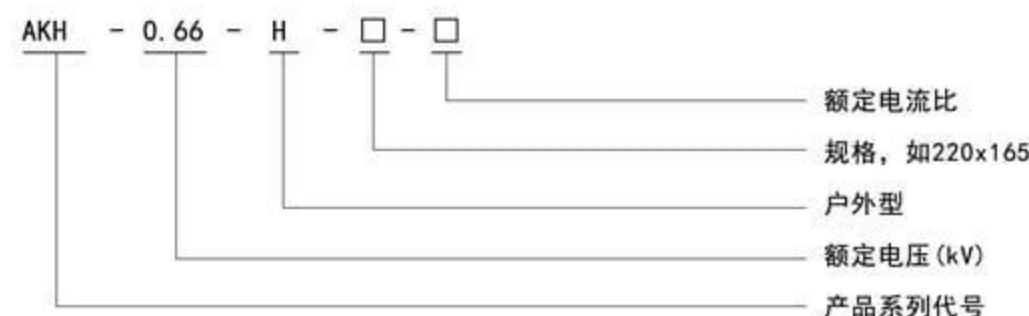 AKH - 0.66 - H - □ - □
额定电流比
规格, 如220x165
户外型
额定电压(kV)
产品系列代号